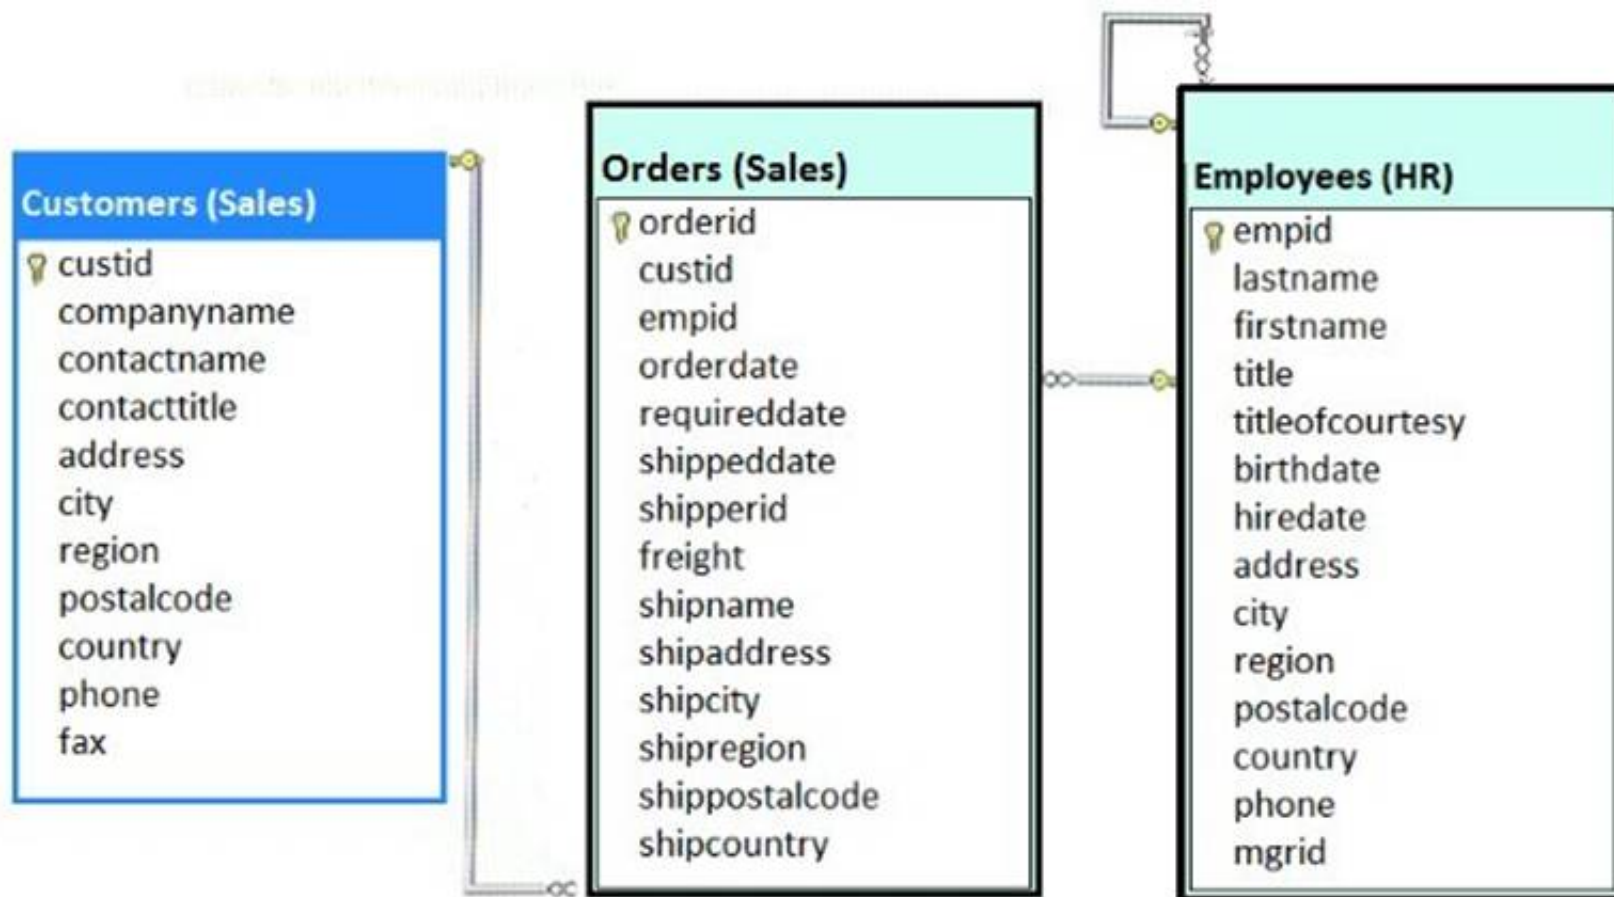 Customers (Sales)
custid
companyname
contactname
contacttitle
address
city
region
postalcode
country
phone
fax
Orders (Sales)
orderid
custid
empid
orderdate
requireddate
shippeddate
shipperid
freight
shipname
shipaddress
shipcity
shipregion
shippostalcode
shipcountry
Employees (HR)
empid
lastname
firstname
title
titleofcourtesy
birthdate
hiredate
address
city
region
postalcode
country
phone
mgrid